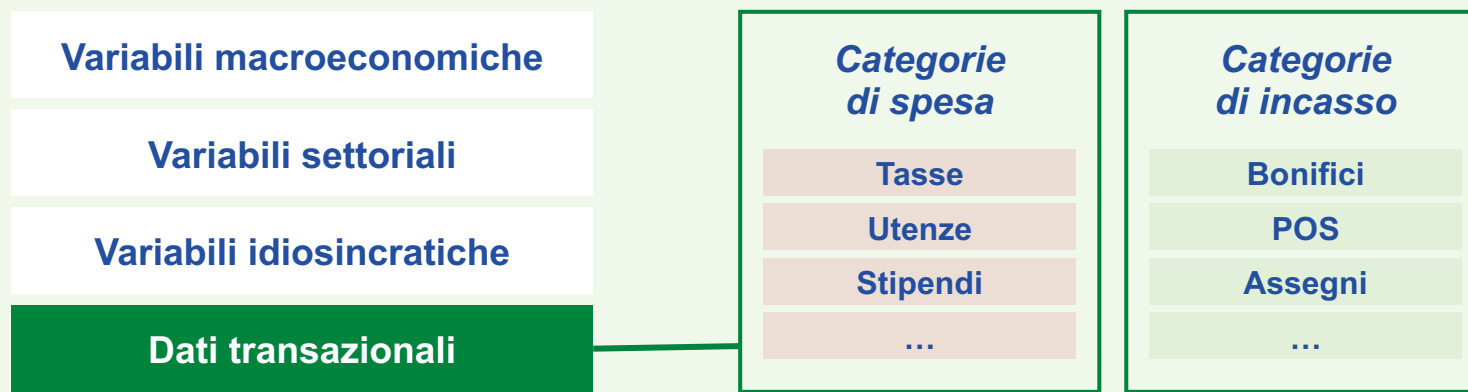 Variabili macroeconomiche
Variabili settoriali
Variabili idiosincratiche
Dati transazionali
Categorie
di spesa
Tasse
Utenze
Stipendi
…
Categorie
di incasso
Bonifici
POS
Assegni
…